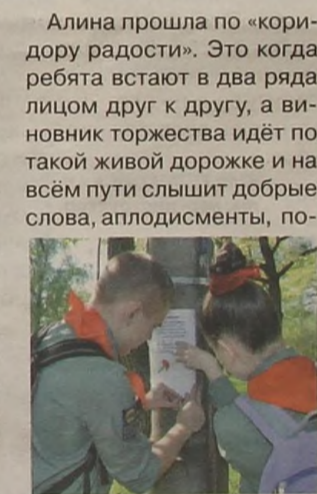 Алина прошла по «кори-
дору радости». Это когда
ребята встают в два ряда
лицом друг к другу, а ви-
новник торжества идёт по
такой живой дорожке и на
всём пути слышит добрые
слова, аплодисменты, по-